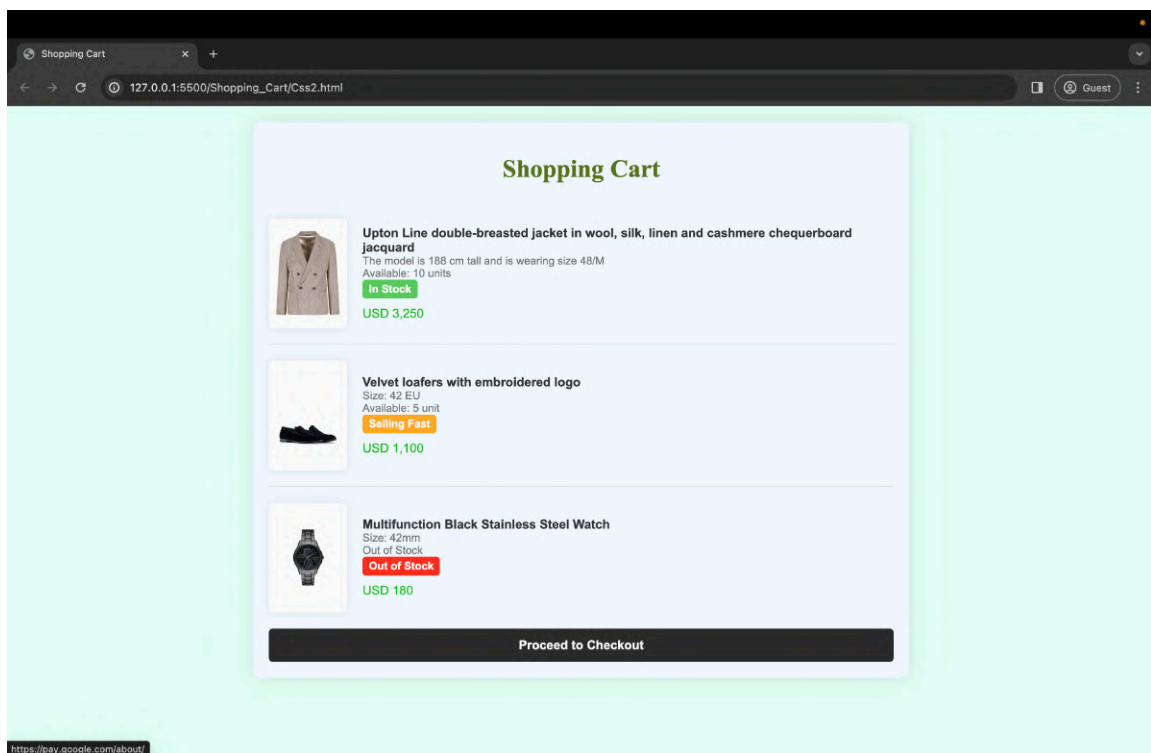 Shopping Cart
127.0.0.1:5500/Shopping_Cart/Css2.html
Guest
Shopping Cart
Upton Line double-breasted jacket in wool, silk, linen and cashmere chequerboard
jacquard
The model is 188 cm tall and is wearing size 48/M
Available: 10 units
In Stock
USD 3,250
Velvet loafers with embroidered logo
Size: 42 EU
Available: 5 unit
Selling Fast
USD 1,100
Multifunction Black Stainless Steel Watch
Size: 42mm
Out of Stock
Out of Stock
USD 180
Proceed to Checkout
https://pay.google.com/about/